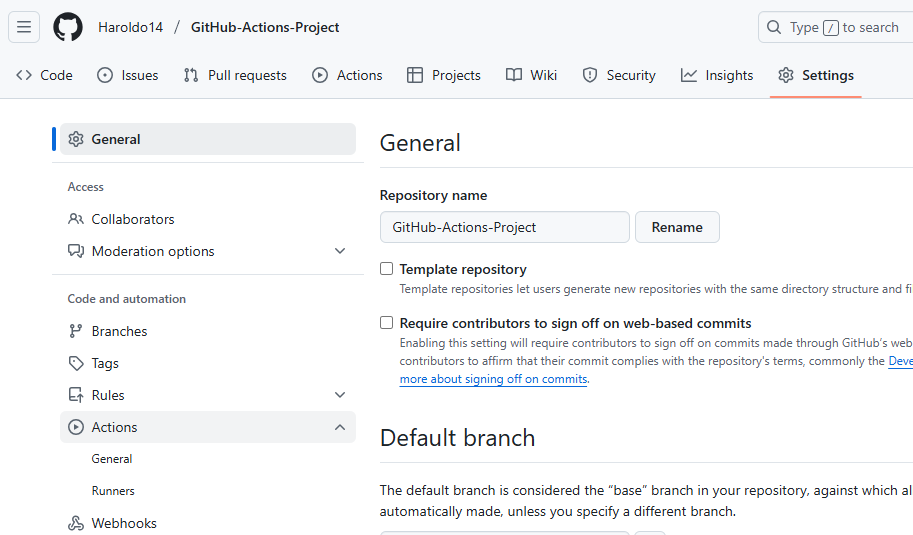 Haroldo14 / GitHub-Actions-Project
Type / to search
Code Issues Pull requests Actions Projects Wiki Security Insights Settings
General
Access
Collaborators
Moderation options
Code and automation
Branches
Tags
Rules
Actions
General
Runners
Webhooks
General
Repository name
GitHub-Actions-Project Rename
Template repository
Template repositories let users generate new repositories with the same directory structure and fi
Require contributors to sign off on web-based commits
Enabling this setting will require contributors to sign off on commits made through GitHub's web
contributors to affirm that their commit complies with the repository's terms, commonly the Deve
more about signing off on commits.
Default branch
The default branch is considered the “base” branch in your repository, against which al
automatically made, unless you specify a different branch.